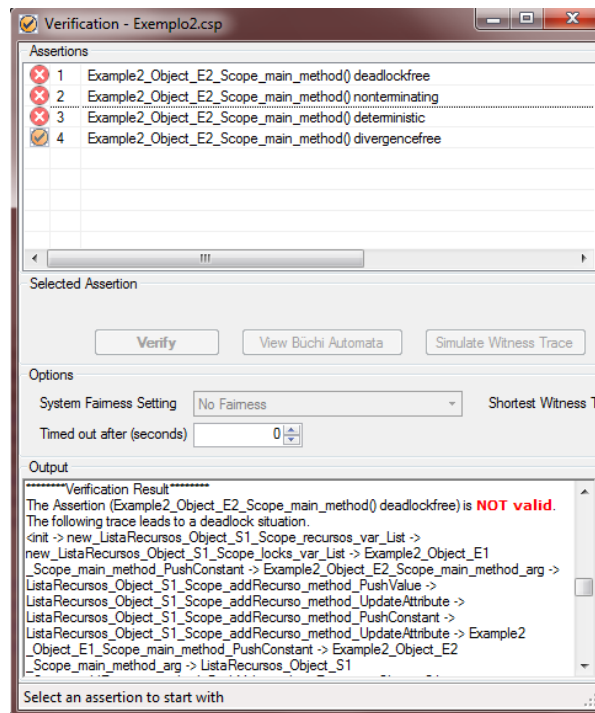 Verification - Exemplo2.csp
Assertions
1 Example2_Object_E2_Scope_main_method() deadlockfree
2 Example2_Object_E2_Scope_main_method() nonterminating
3 Example2_Object_E2_Scope_main_method() deterministic
4 Example2_Object_E2_Scope_main_method() divergencefree
Selected Assertion
Verify View Büchi Automata Simulate Witness Trace
Options
System Fairness Setting No Fairness Shortest Witness T
Timed out after (seconds) 0
Output
********Verification Result********
The Assertion (Example2_Object_E2_Scope_main_method() deadlockfree) is NOT valid.
The following trace leads to a deadlock situation.
<init -> new_ListaRecursos_Object_S1_Scope_recursos_var_List ->
new_ListaRecursos_Object_S1_Scope_locks_var_List -> Example2_Object_E1
_Scope_main_method_PushConstant -> Example2_Object_E2_Scope_main_method_arg ->
ListaRecursos_Object_S1_Scope_addRecurso_method_PushValue ->
ListaRecursos_Object_S1_Scope_addRecurso_method_UpdateAttribute ->
ListaRecursos_Object_S1_Scope_addRecurso_method_PushConstant ->
ListaRecursos_Object_S1_Scope_addRecurso_method_UpdateAttribute -> Example2
_Object_E1_Scope_main_method_PushConstant -> Example2_Object_E2
_Scope_main_method_arg -> ListaRecursos_Object_S1
Select an assertion to start with